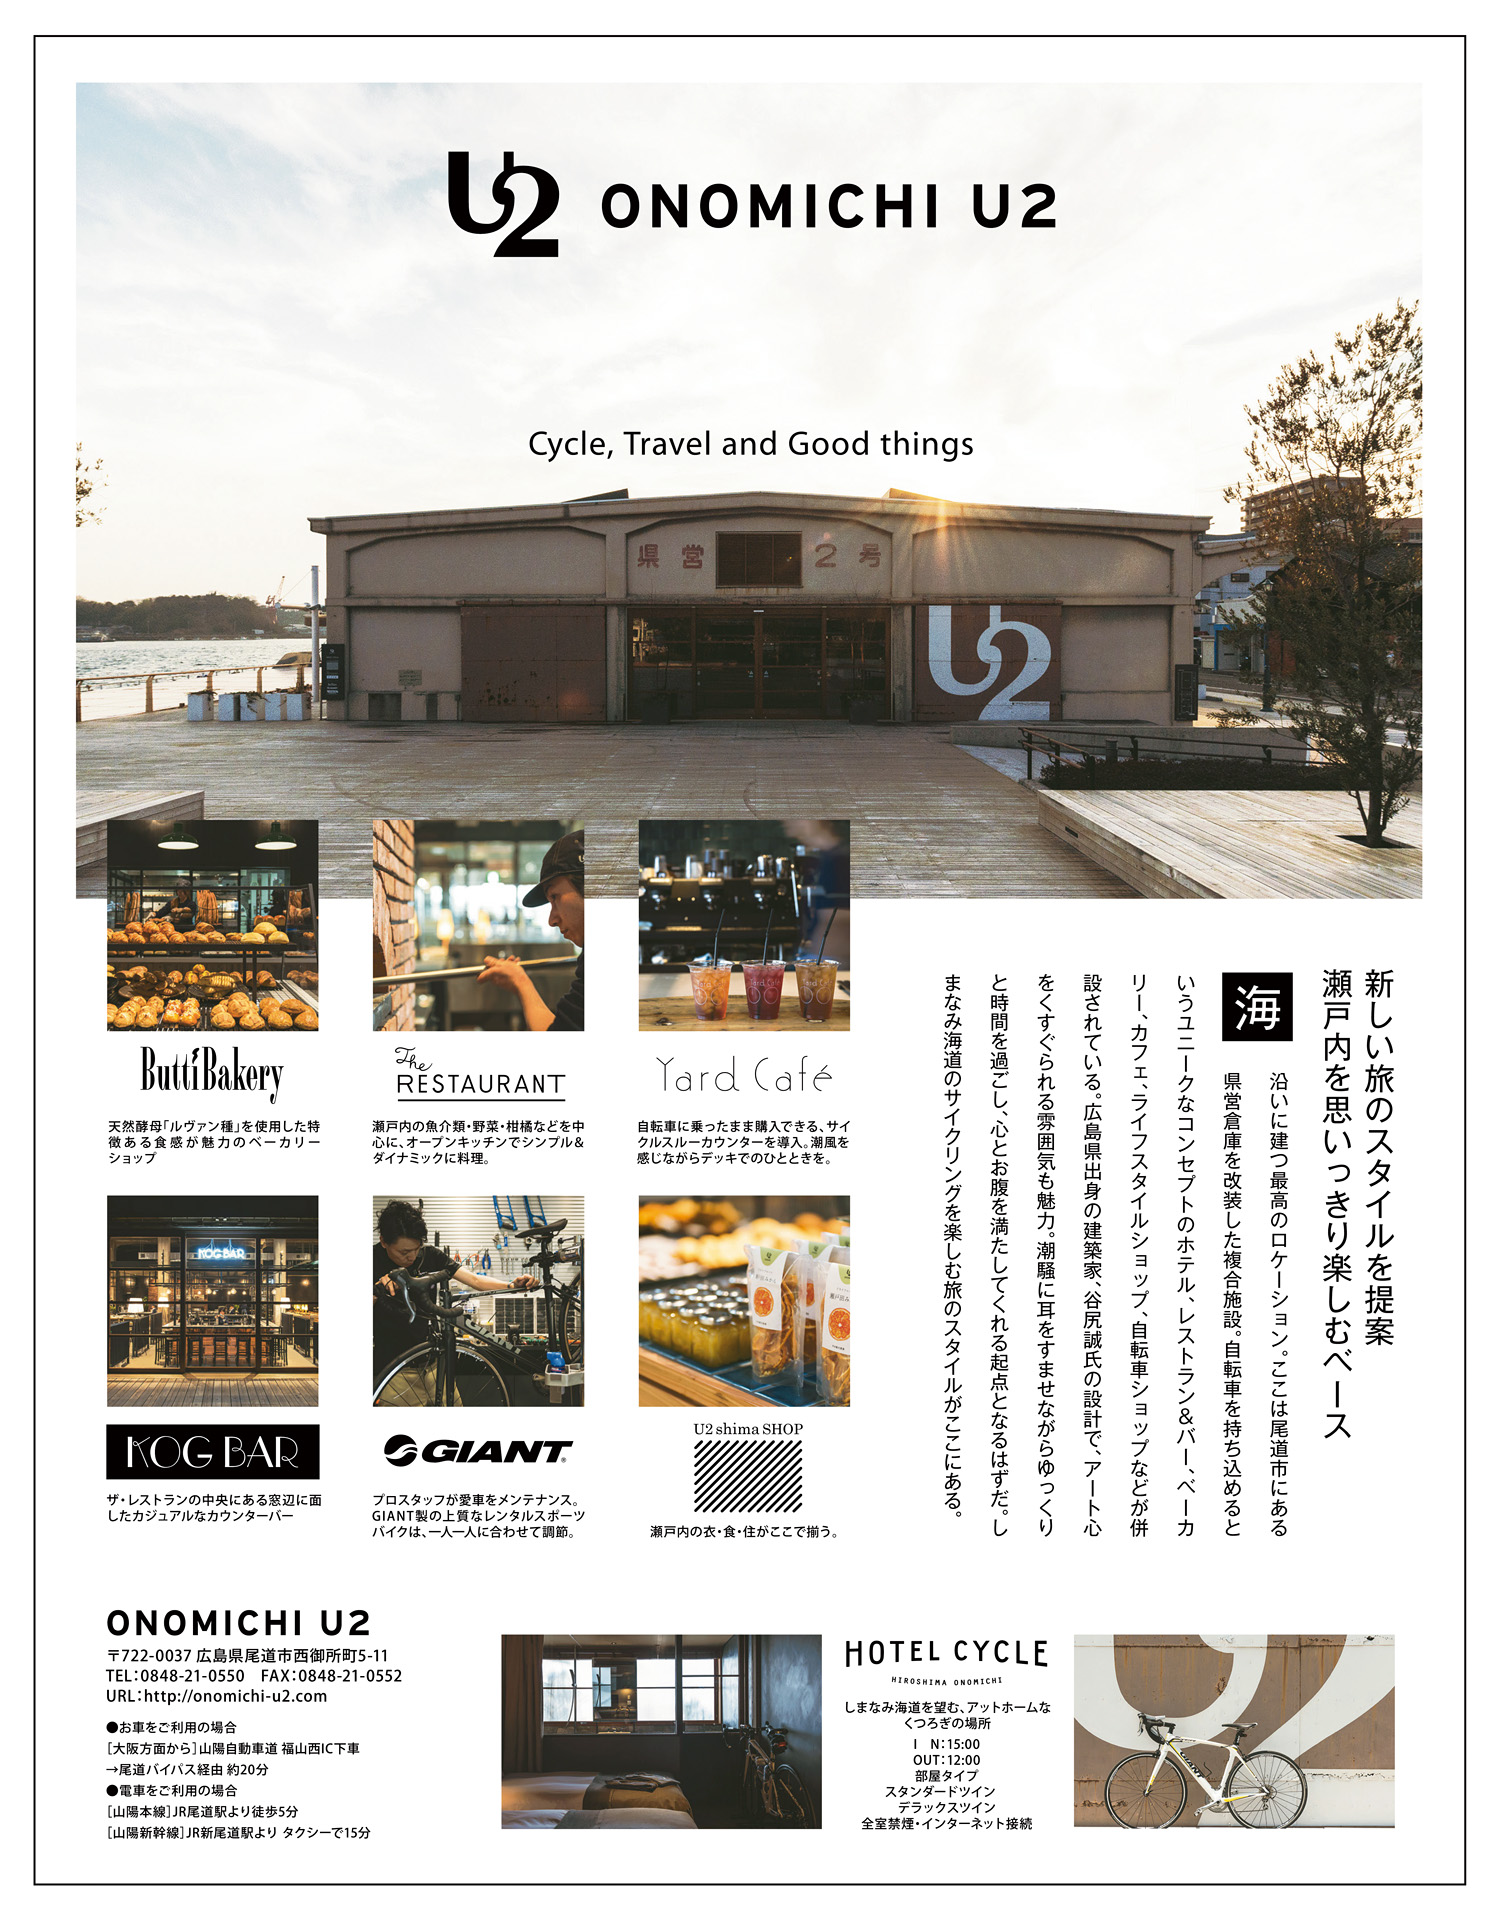 U2 ONOMICHI U2
Cycle, Travel and Good things
県営 2号
U2
新しい旅のスタイルを提案
瀬戸内を思いっきり楽しむベース
海沿いに建つ最高のロケーション。ここは尾道市にある
県営倉庫を改装した複合施設。自転車を持ち込めると
いうユニークなコンセプトのホテル、レストラン&バー、ベーカ
リー、カフェ、ライフスタイルショップ、自転車ショップなどが併
設されている。広島県出身の建築家、谷尻誠氏の設計で、アート心
をくすぐられる雰囲気も魅力。潮騒に耳をすませながらゆっくり
と時間を過ごし、心とお腹を満たしてくれる起点となるはずだ。し
まなみ海道のサイクリングを楽しむ旅のスタイルがここにある。
Butti Bakery
天然酵母「ルヴァン種」を使用した特
徴ある食感が魅力のベーカリー
ショップ
The
RESTAURANT
瀬戸内の魚介類・野菜・柑橘などを中
心に、オープンキッチンでシンプル&
ダイナミックに料理。
Yard Café
Yard Café
自転車に乗ったまま購入できる、サイ
クルスルーカウンターを導入。潮風を
感じながらデッキでのひとときを。
KOG BAR
KOG BAR
ザ・レストランの中央にある窓辺に面
したカジュアルなカウンターバー
GIANT
プロスタッフが愛車をメンテナンス。
GIANT製の上質なレンタルスポーツ
バイクは、一人一人に合わせて調節。
U2 shima SHOP
瀬戸内の衣・食・住がここで揃う。
ONOMICHI U2
〒722-0037 広島県尾道市西御所町5-11
TEL：0848-21-0550 FAX：0848-21-0552
URL：http://onomichi-u2.com
●お車をご利用の場合
［大阪方面から］山陽自動車道 福山西IC下車
→尾道バイパス経由 約20分
●電車をご利用の場合
［山陽本線］JR尾道駅より徒歩5分
［山陽新幹線］JR新尾道駅より タクシーで15分
HOTEL CYCLE
HIROSHIMA ONOMICHI
しまなみ海道を望む、アットホームな
くつろぎの場所
I N：15:00
OUT：12:00
部屋タイプ
スタンダードツイン
デラックスツイン
全室禁煙・インターネット接続
GIANT